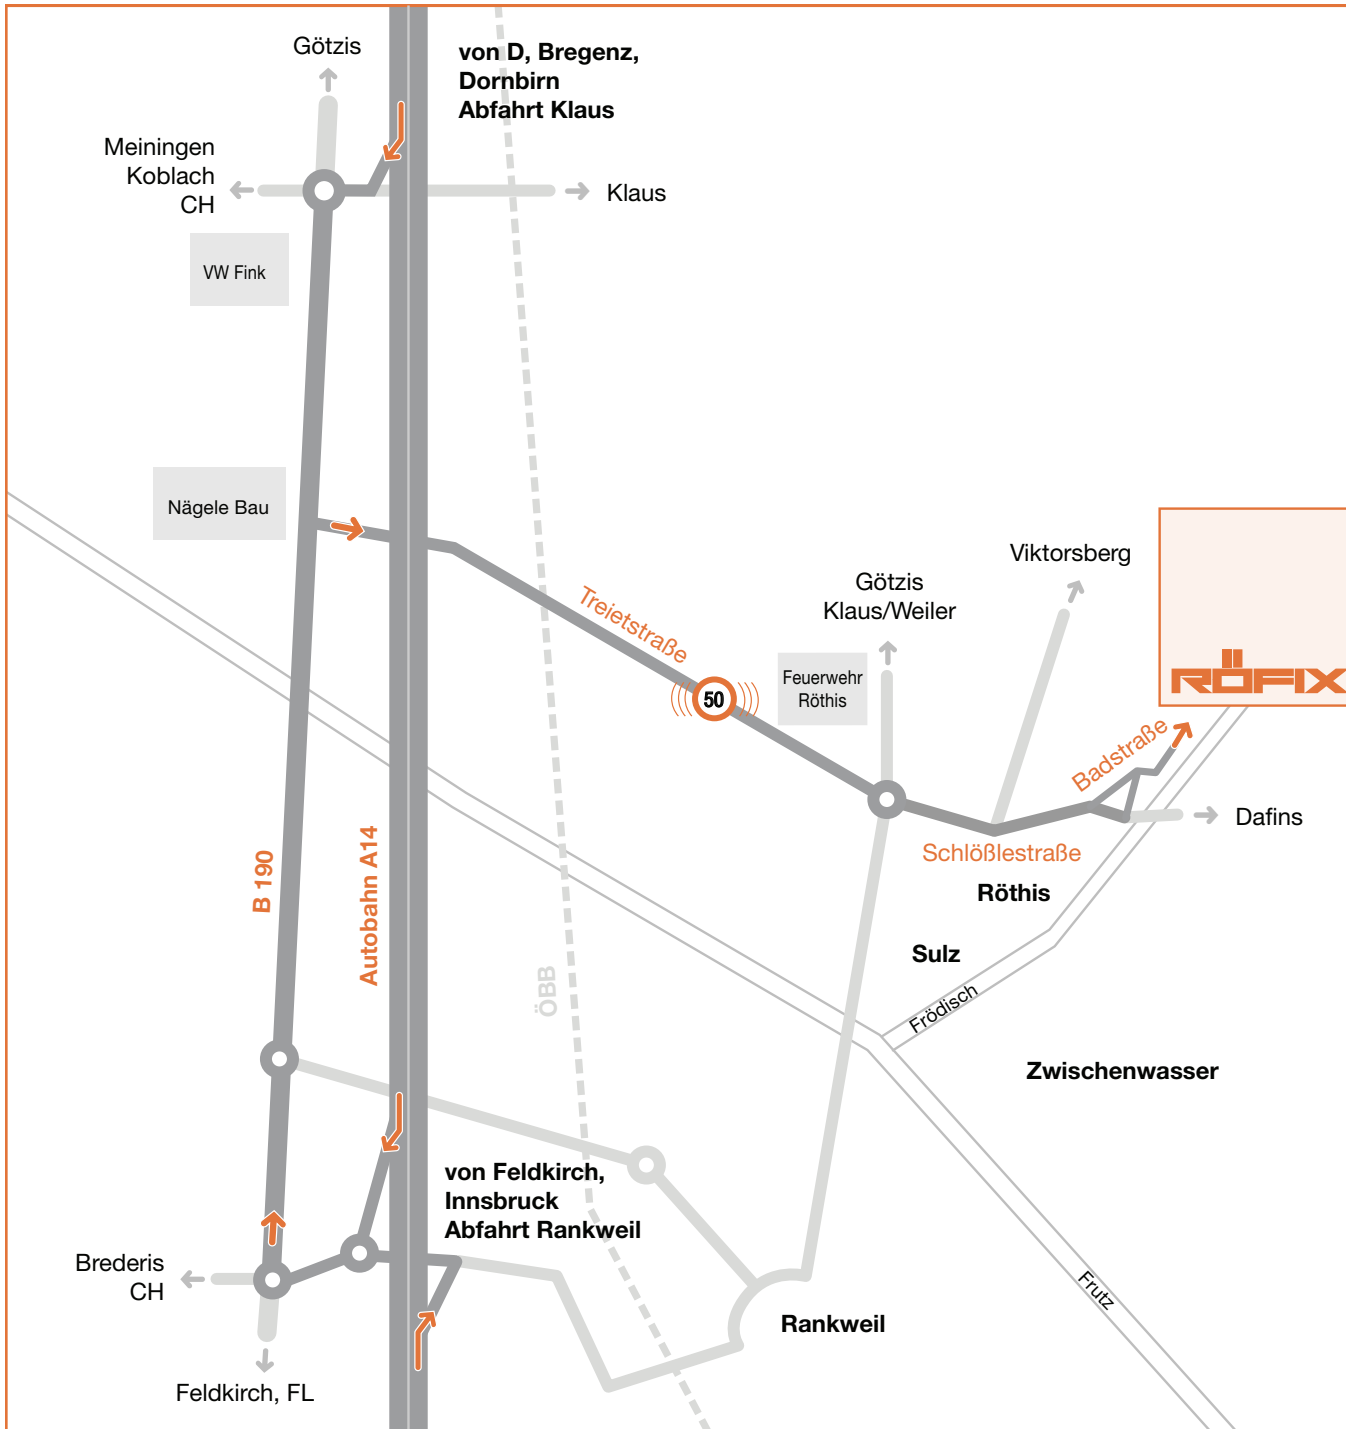 Götzis
von D, Bregenz,
Dornbirn
Abfahrt Klaus
Meiningen
Koblach
CH
Klaus
VW Fink
Nägele Bau
Viktorsberg
Götzis
Klaus/Weiler
Treietstraße
Feuerwehr
Röthis
50
RÖFIX
Badstraße
Dafins
Schlößlestraße
Röthis
B 190
Autobahn A14
Sulz
ÖBB
Frödisch
Zwischenwasser
von Feldkirch,
Innsbruck
Abfahrt Rankweil
Brederis
CH
Frutz
Rankweil
Feldkirch, FL